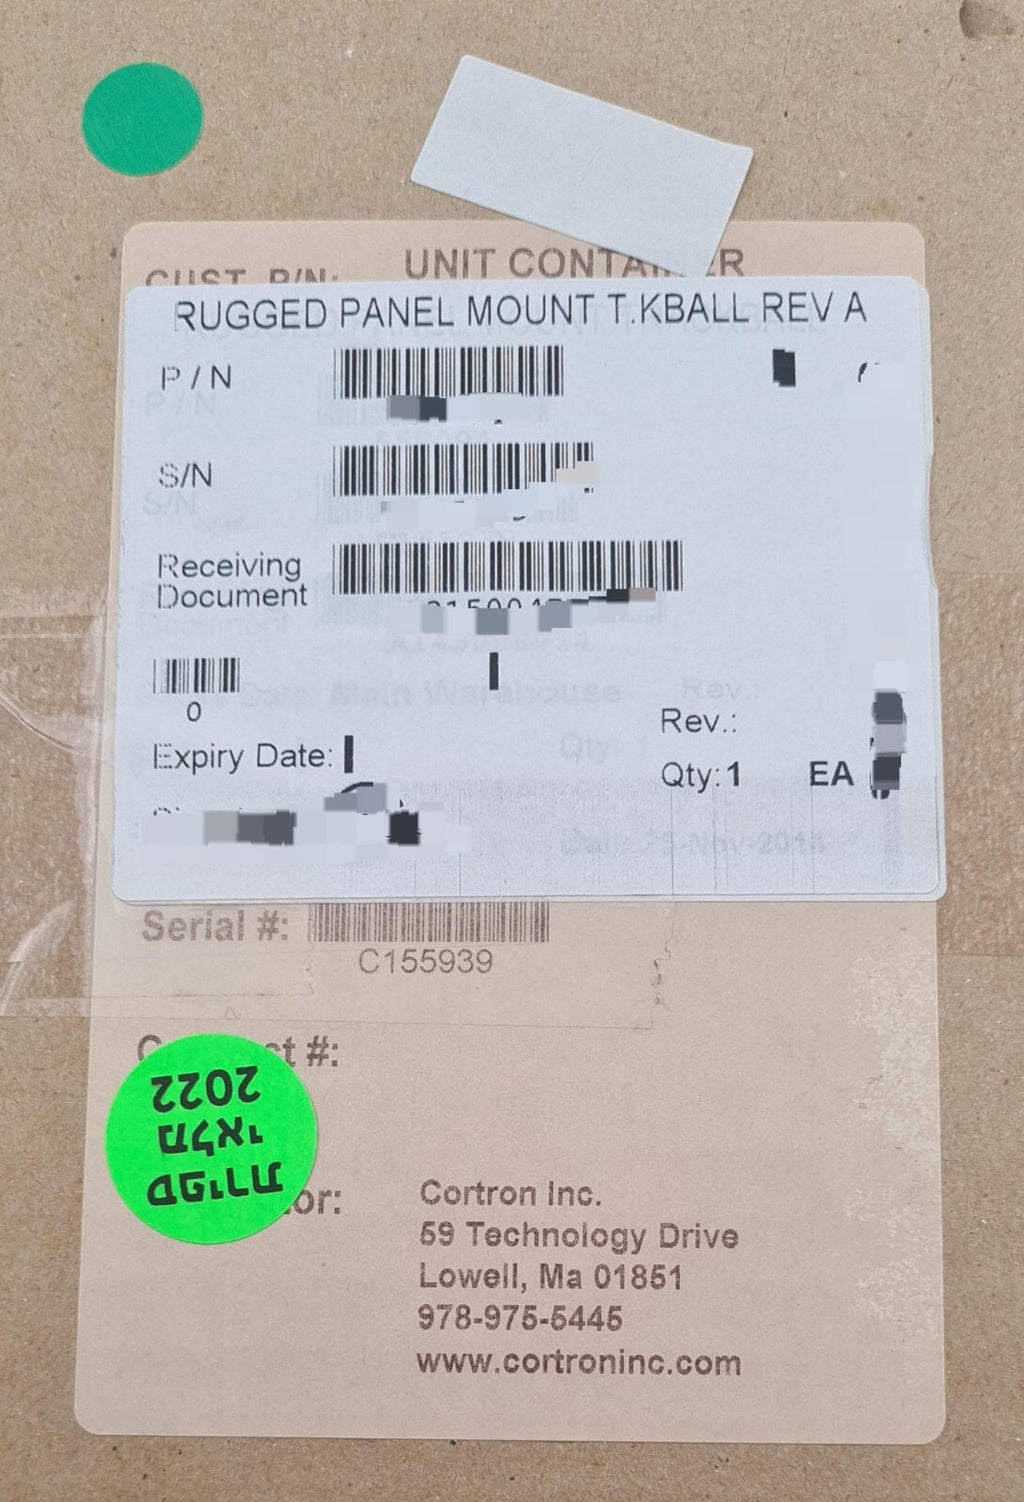 UNIT CONTAINER
CUST. P/N:
RUGGED PANEL MOUNT T.KBALL REV A
P/N
S/N
Receiving
Document
0
Rev.:
Expiry Date:
Qty:1 EA
Serial #:
C155939
#:
ספירת
מלאי
2022
Cortron Inc.
59 Technology Drive
Lowell, Ma 01851
978-975-5445
www.cortroninc.com